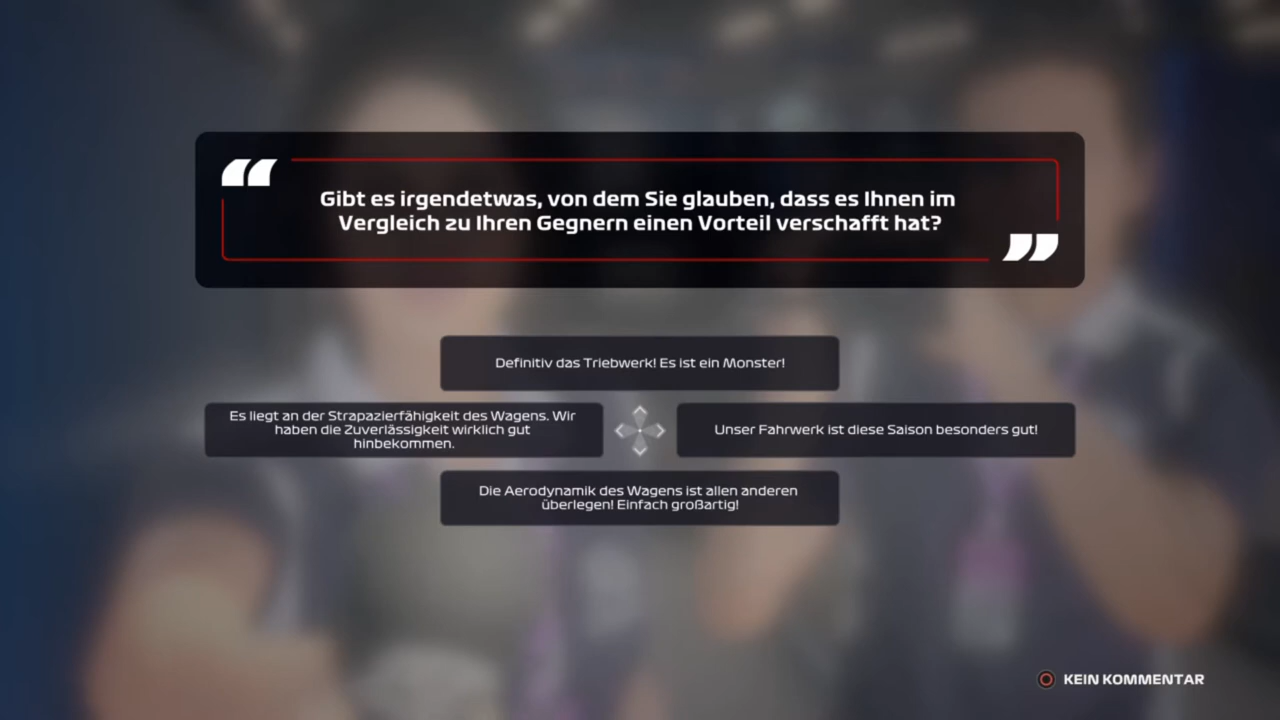 Gibt es irgendetwas, von dem Sie glauben, dass es Ihnen im
Vergleich zu Ihren Gegnern einen Vorteil verschafft hat?
Definitiv das Triebwerk! Es ist ein Monster!
Es liegt an der Strapazierfähigkeit des Wagens. Wir
haben die Zuverlässigkeit wirklich gut
hinbekommen.
Unser Fahrwerk ist diese Saison besonders gut!
Die Aerodynamik des Wagens ist allen anderen
überlegen! Einfach großartig!
KEIN KOMMENTAR